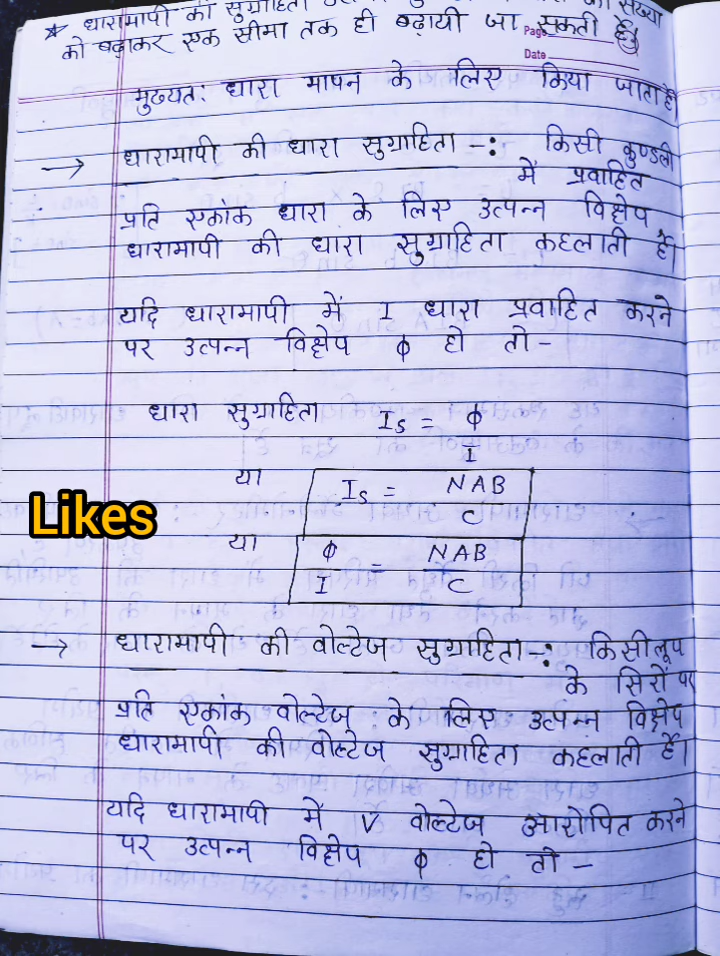 * धारामापी की सुग्राहिता संख्या
को बढ़ाकर एक सीमा तक ही बढ़ायी जा सकती है।
Page
Date
मुख्यत: धारा मापन के लिए किया जाता है।
→ धारामापी की धारा सुग्राहिता -: किसी कुण्डली
में प्रवाहित
प्रति एकांक धारा के लिए उत्पन्न विक्षेप
धारामापी की धारा सुग्राहिता कहलाती है।
यदि धारामापी में I धारा प्रवाहित करने
पर उत्पन्न विक्षेप ϕ हो तो -
धारा सुग्राहिता Is = ϕ/I
या Is = NAB/C
Likes
या ϕ/I = NAB/C
→ धारामापी की वोल्टेज सुग्राहिता -: किसी लूप
के सिरों पर
प्रति एकांक वोल्टेज के लिए उत्पन्न विक्षेप
धारामापी की वोल्टेज सुग्राहिता कहलाती है।
यदि धारामापी में V वोल्टेज आरोपित करने
पर उत्पन्न विक्षेप ϕ हो तो -